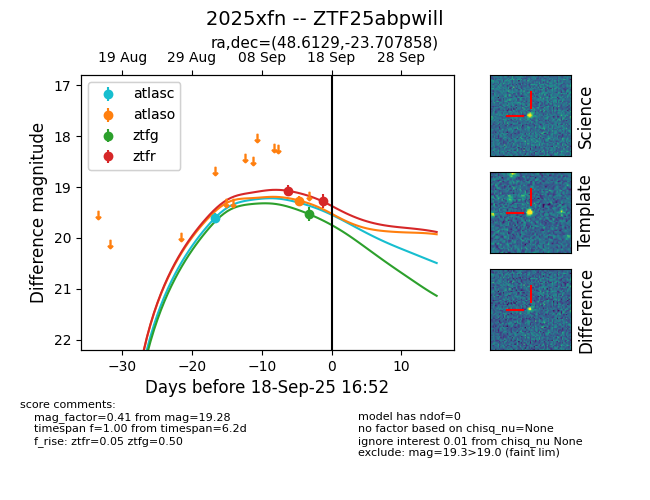 2025xfn -- ZTF25abpwill
ra,dec=(48.6129,-23.707858)
19 Aug 29 Aug 08 Sep 18 Sep 28 Sep
17
18
19
20
21
22
Difference magnitude
atlasc
atlaso
ztfg
ztfr
−30 −20 −10 0 10
Days before 18-Sep-25 16:52
Science
Template
Difference
score comments:
mag_factor=0.41 from mag=19.28
timespan f=1.00 from timespan=6.2d
f_rise: ztfr=0.05 ztfg=0.50
model has ndof=0
no factor based on chisq_nu=None
ignore interest 0.01 from chisq_nu None
exclude: mag=19.3>19.0 (faint lim)